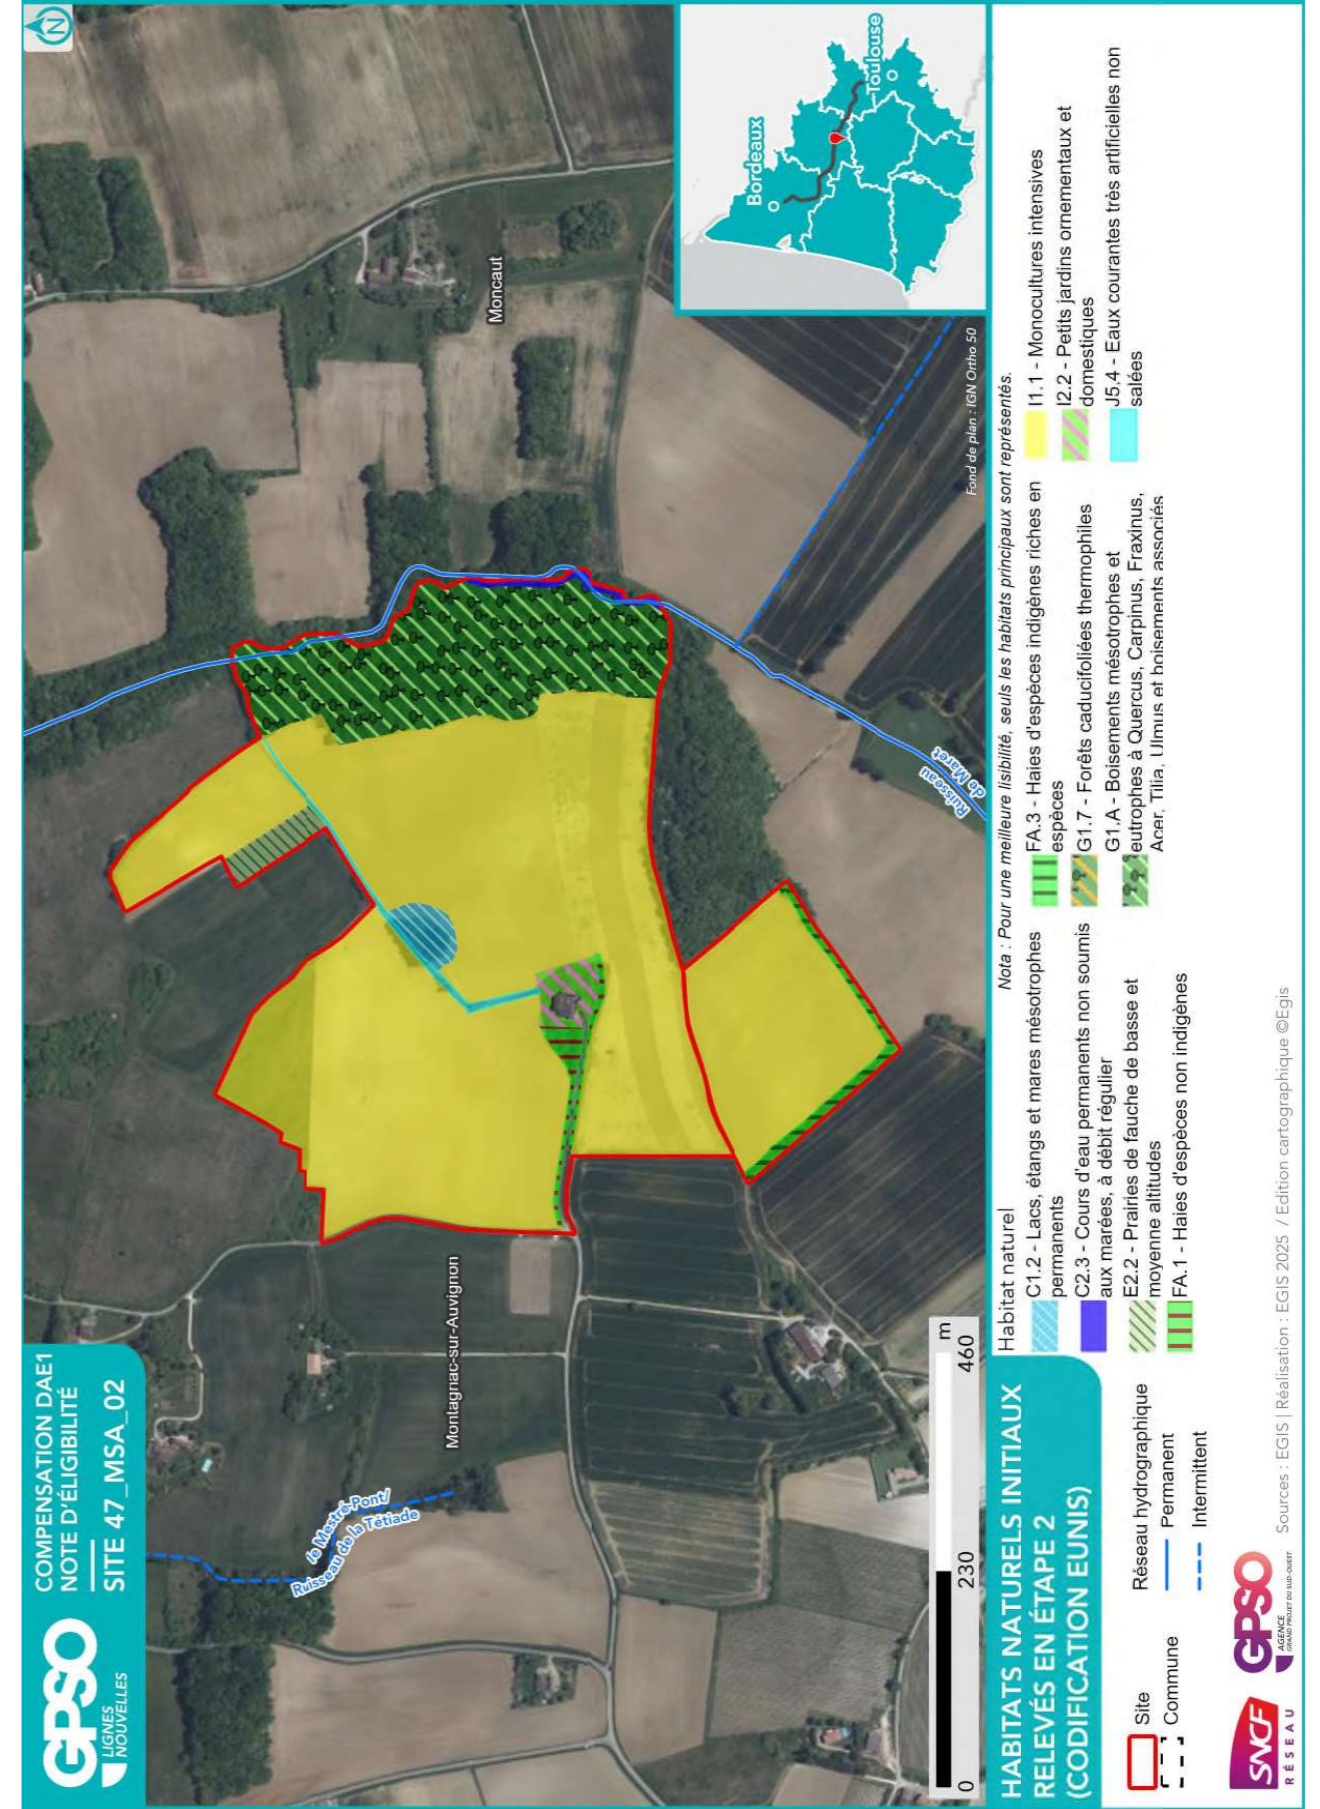 GPSO
LIGNES
NOUVELLES
COMPENSATION DAE1
NOTE D'ÉLIGIBILITÉ
SITE 47_MSA_02
N
Bordeaux
Toulouse
Moncaut
Montagnac-sur-Auvignon
le Mestré-Pont/
Ruisseau de la Tétiade
Ruisseau
de Maret
0 230 460 m
Fond de plan : IGN Ortho 50
HABITATS NATURELS INITIAUX
RELEVÉS EN ÉTAPE 2
(CODIFICATION EUNIS)
Site
Commune
Réseau hydrographique
Permanent
Intermittent
Habitat naturel
Nota : Pour une meilleure lisibilité, seuls les habitats principaux sont représentés.
C1.2 - Lacs, étangs et mares mésotrophes
permanents
C2.3 - Cours d'eau permanents non soumis
aux marées, à débit régulier
E2.2 - Prairies de fauche de basse et
moyenne altitudes
FA.1 - Haies d'espèces non indigènes
FA.3 - Haies d'espèces indigènes riches en
espèces
G1.7 - Forêts caducifoliées thermophiles
G1.A - Boisements mésotrophes et
eutrophes à Quercus, Carpinus, Fraxinus,
Acer, Tilia, Ulmus et boisements associés
I1.1 - Monocultures intensives
I2.2 - Petits jardins ornementaux et
domestiques
J5.4 - Eaux courantes très artificielles non
salées
SNCF
RÉSEAU
GPSO
AGENCE
GRAND PROJET DU SUD-OUEST
Sources : EGIS | Réalisation : EGIS 2025 / Edition cartographique ©Egis